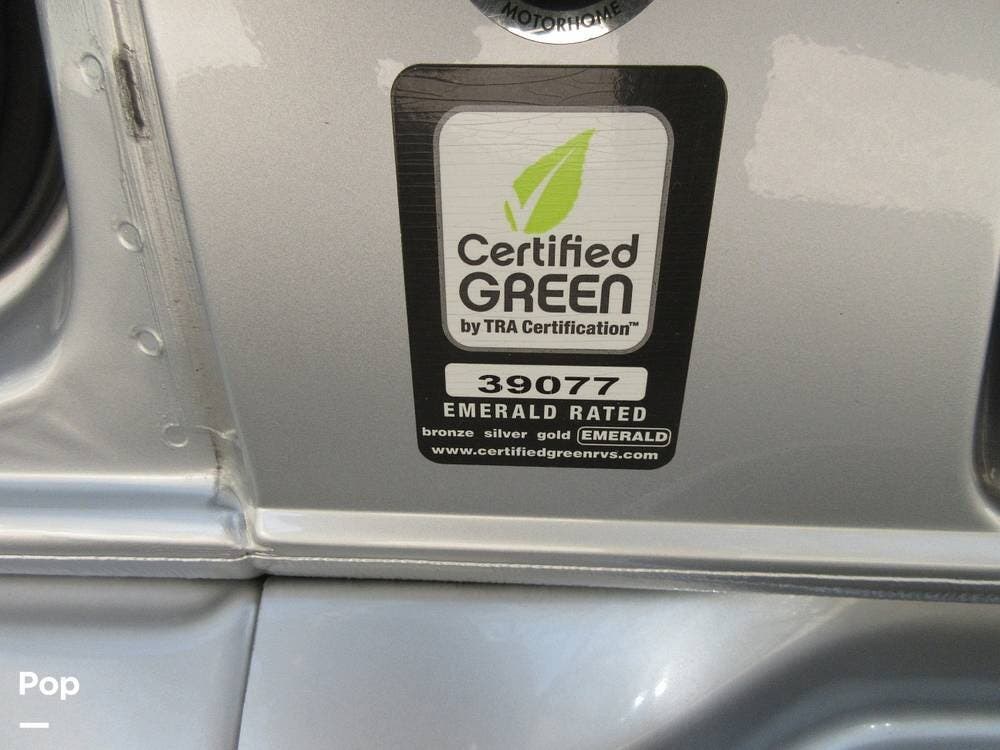 MOTORHOME
Certified
GREEN
by TRA Certification™
39077
EMERALD RATED
bronze silver gold EMERALD
www.certifiedgreenrvs.com
Pop